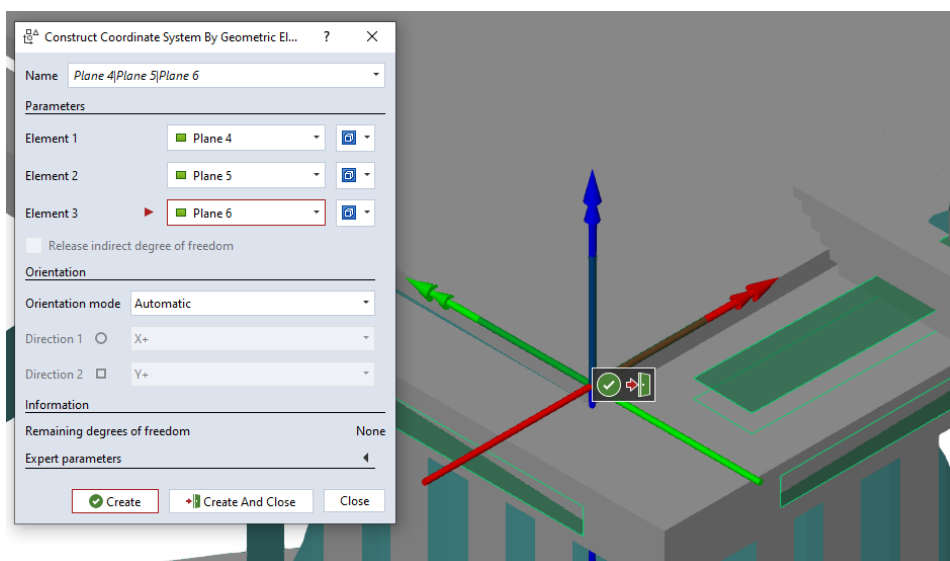 Construct Coordinate System By Geometric El... ? ×
Name Plane 4|Plane 5|Plane 6
Parameters
Element 1 Plane 4
Element 2 Plane 5
Element 3 Plane 6
Release indirect degree of freedom
Orientation
Orientation mode Automatic
Direction 1 X+
Direction 2 Y+
Information
Remaining degrees of freedom None
Expert parameters
Create Create And Close Close